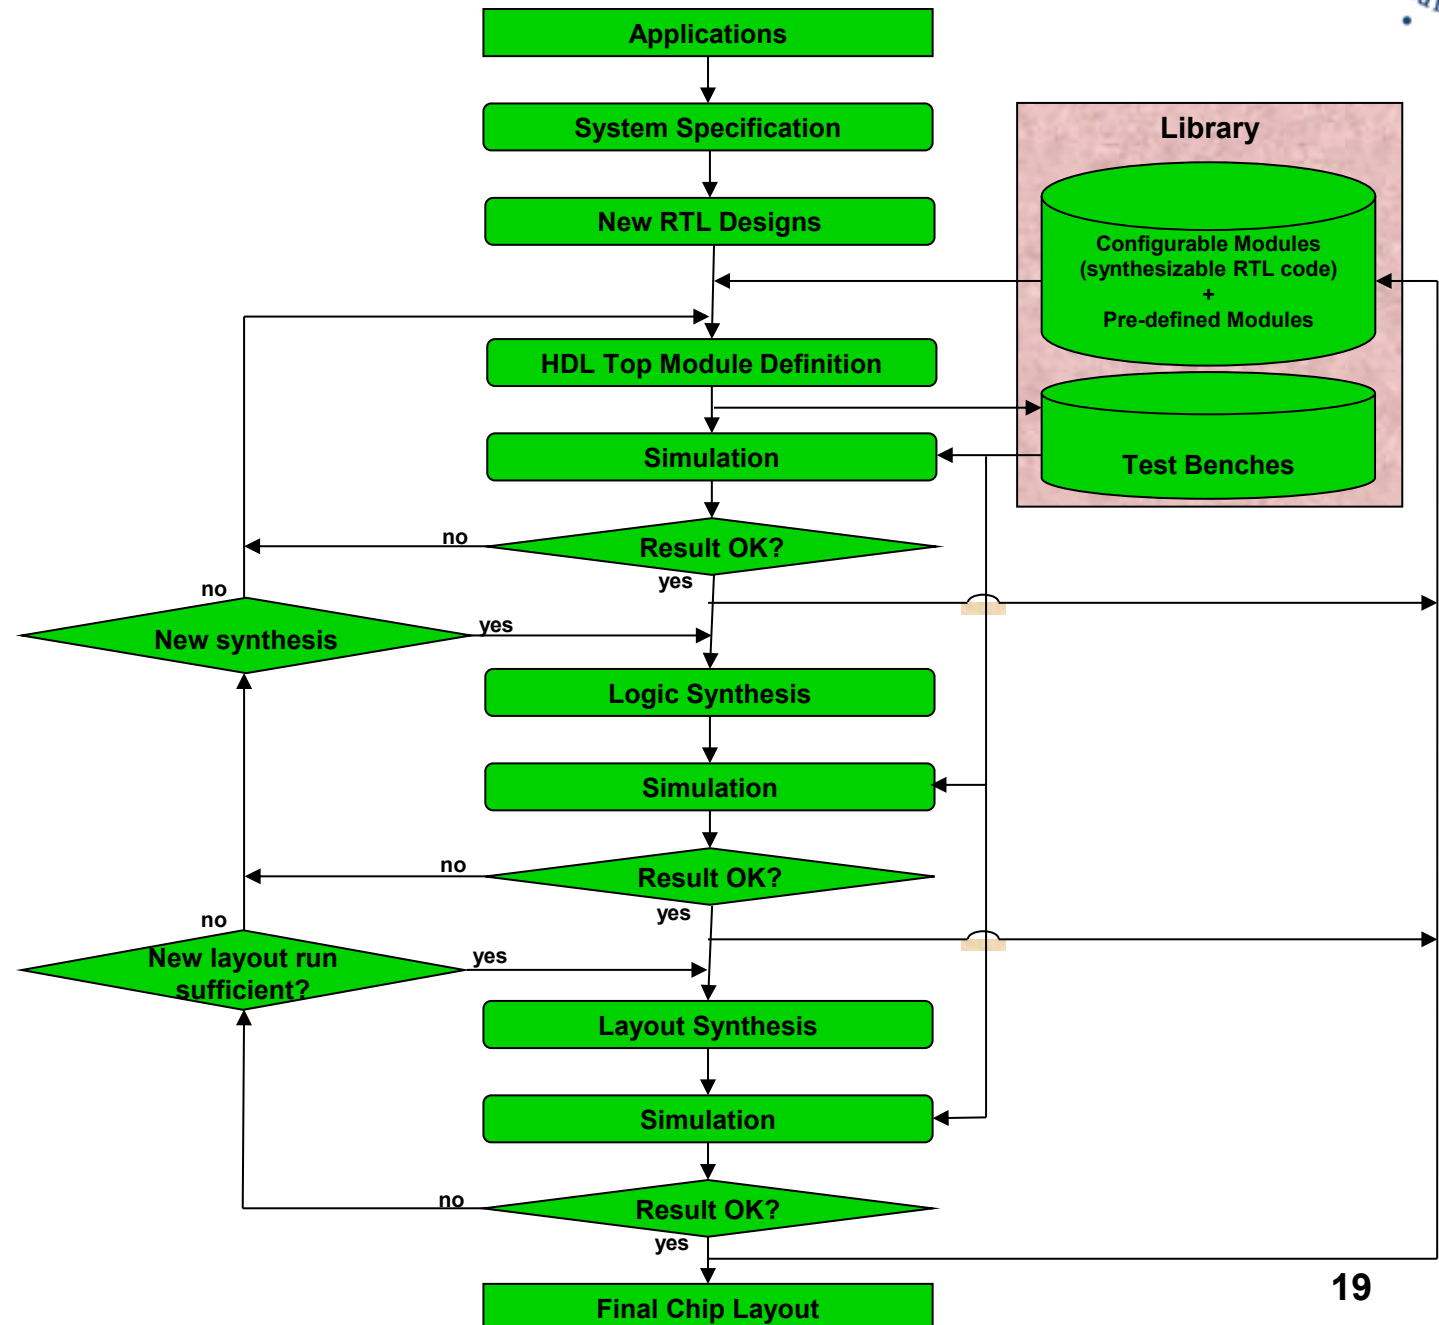 Applications
System Specification
Library
New RTL Designs
Configurable Modules
(synthesizable RTL code)
+
Pre-defined Modules
HDL Top Module Definition
Simulation
Test Benches
no
Result OK?
yes
no
New synthesis
yes
Logic Synthesis
Simulation
no
Result OK?
yes
no
New layout run
sufficient?
yes
Layout Synthesis
Simulation
no
Result OK?
yes
Final Chip Layout
19